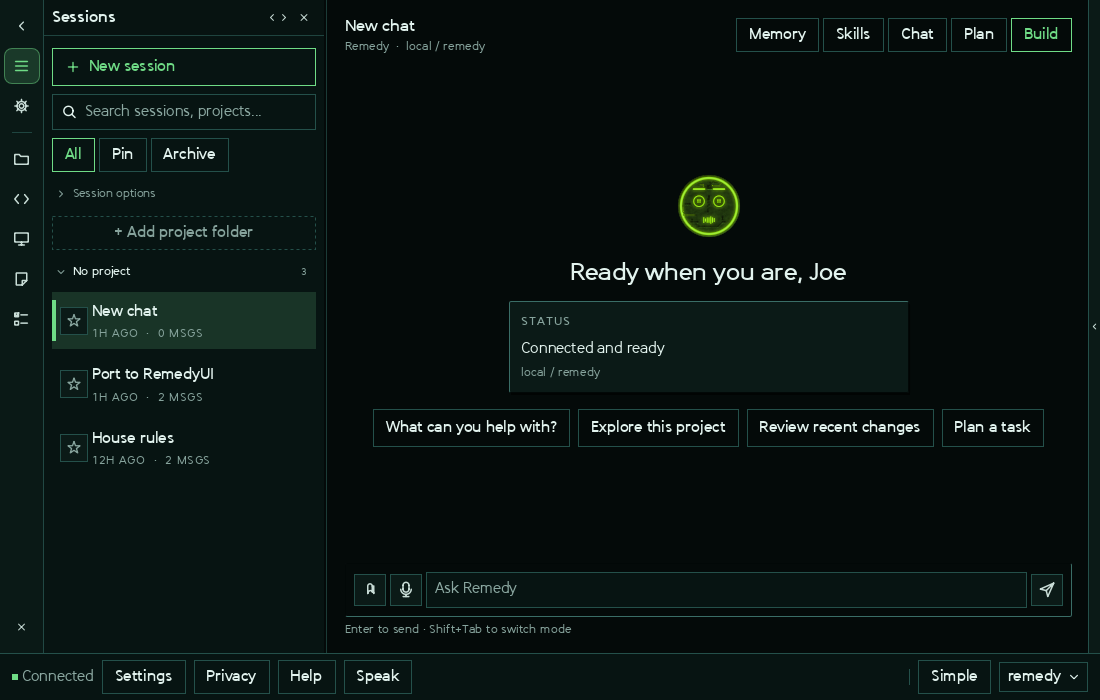 Sessions
New session
Search sessions, projects...
All
Pin
Archive
Session options
+ Add project folder
No project
3
New chat
1H AGO · 0 MSGS
Port to RemedyUI
1H AGO · 2 MSGS
House rules
12H AGO · 2 MSGS
New chat
Remedy · local / remedy
Memory
Skills
Chat
Plan
Build
Ready when you are, Joe
STATUS
Connected and ready
local / remedy
What can you help with?
Explore this project
Review recent changes
Plan a task
Ask Remedy
Enter to send · Shift+Tab to switch mode
Connected
Settings
Privacy
Help
Speak
Simple
remedy